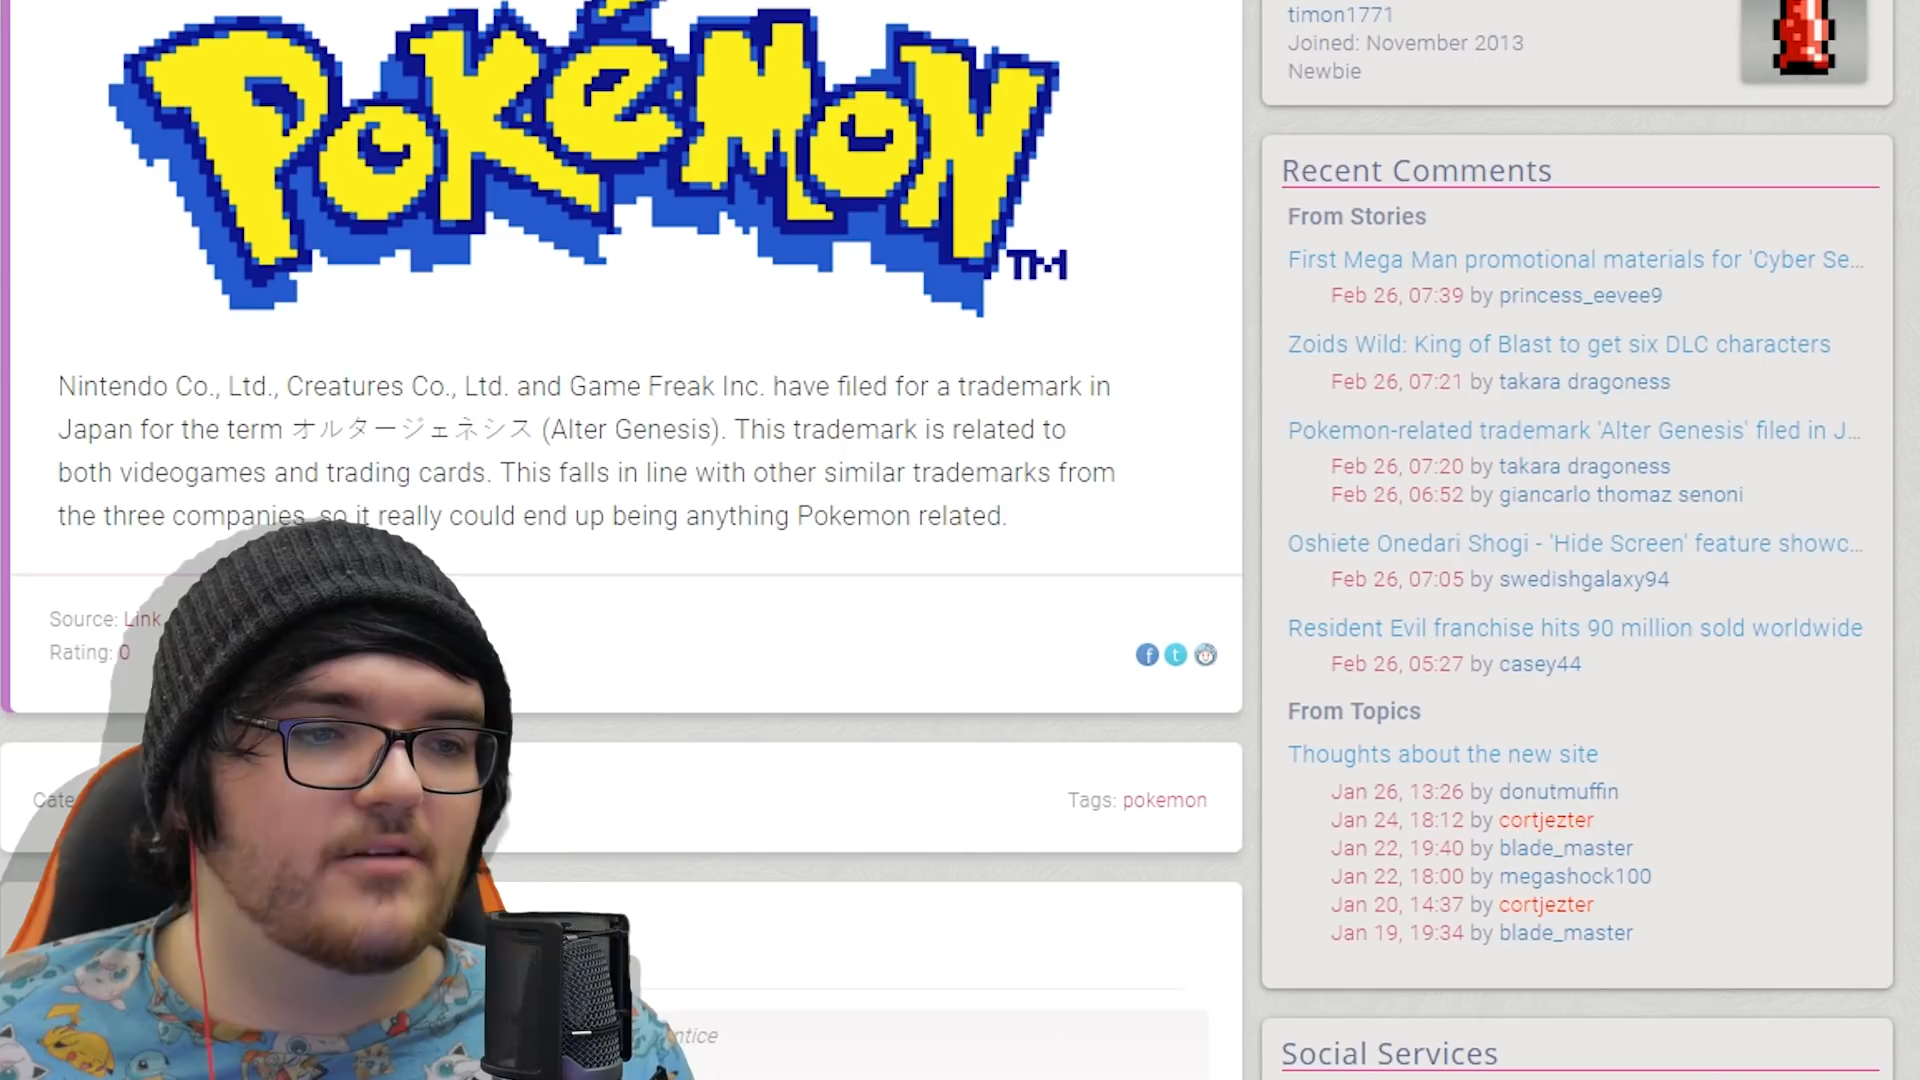 POKéMON
TM
Nintendo Co., Ltd., Creatures Co., Ltd. and Game Freak Inc. have filed for a trademark in
Japan for the term オルタージェネシス (Alter Genesis). This trademark is related to
both videogames and trading cards. This falls in line with other similar trademarks from
the three companies, so it really could end up being anything Pokemon related.
Source: Link
Rating: 0
Cate
Tags: pokemon
ntice
timon1771
Joined: November 2013
Newbie
Recent Comments
From Stories
First Mega Man promotional materials for 'Cyber Se...
Feb 26, 07:39 by princess_eevee9
Zoids Wild: King of Blast to get six DLC characters
Feb 26, 07:21 by takara dragoness
Pokemon-related trademark 'Alter Genesis' filed in J...
Feb 26, 07:20 by takara dragoness
Feb 26, 06:52 by giancarlo thomaz senoni
Oshiete Onedari Shogi - 'Hide Screen' feature showc...
Feb 26, 07:05 by swedishgalaxy94
Resident Evil franchise hits 90 million sold worldwide
Feb 26, 05:27 by casey44
From Topics
Thoughts about the new site
Jan 26, 13:26 by donutmuffin
Jan 24, 18:12 by cortjezter
Jan 22, 19:40 by blade_master
Jan 22, 18:00 by megashock100
Jan 20, 14:37 by cortjezter
Jan 19, 19:34 by blade_master
Social Services